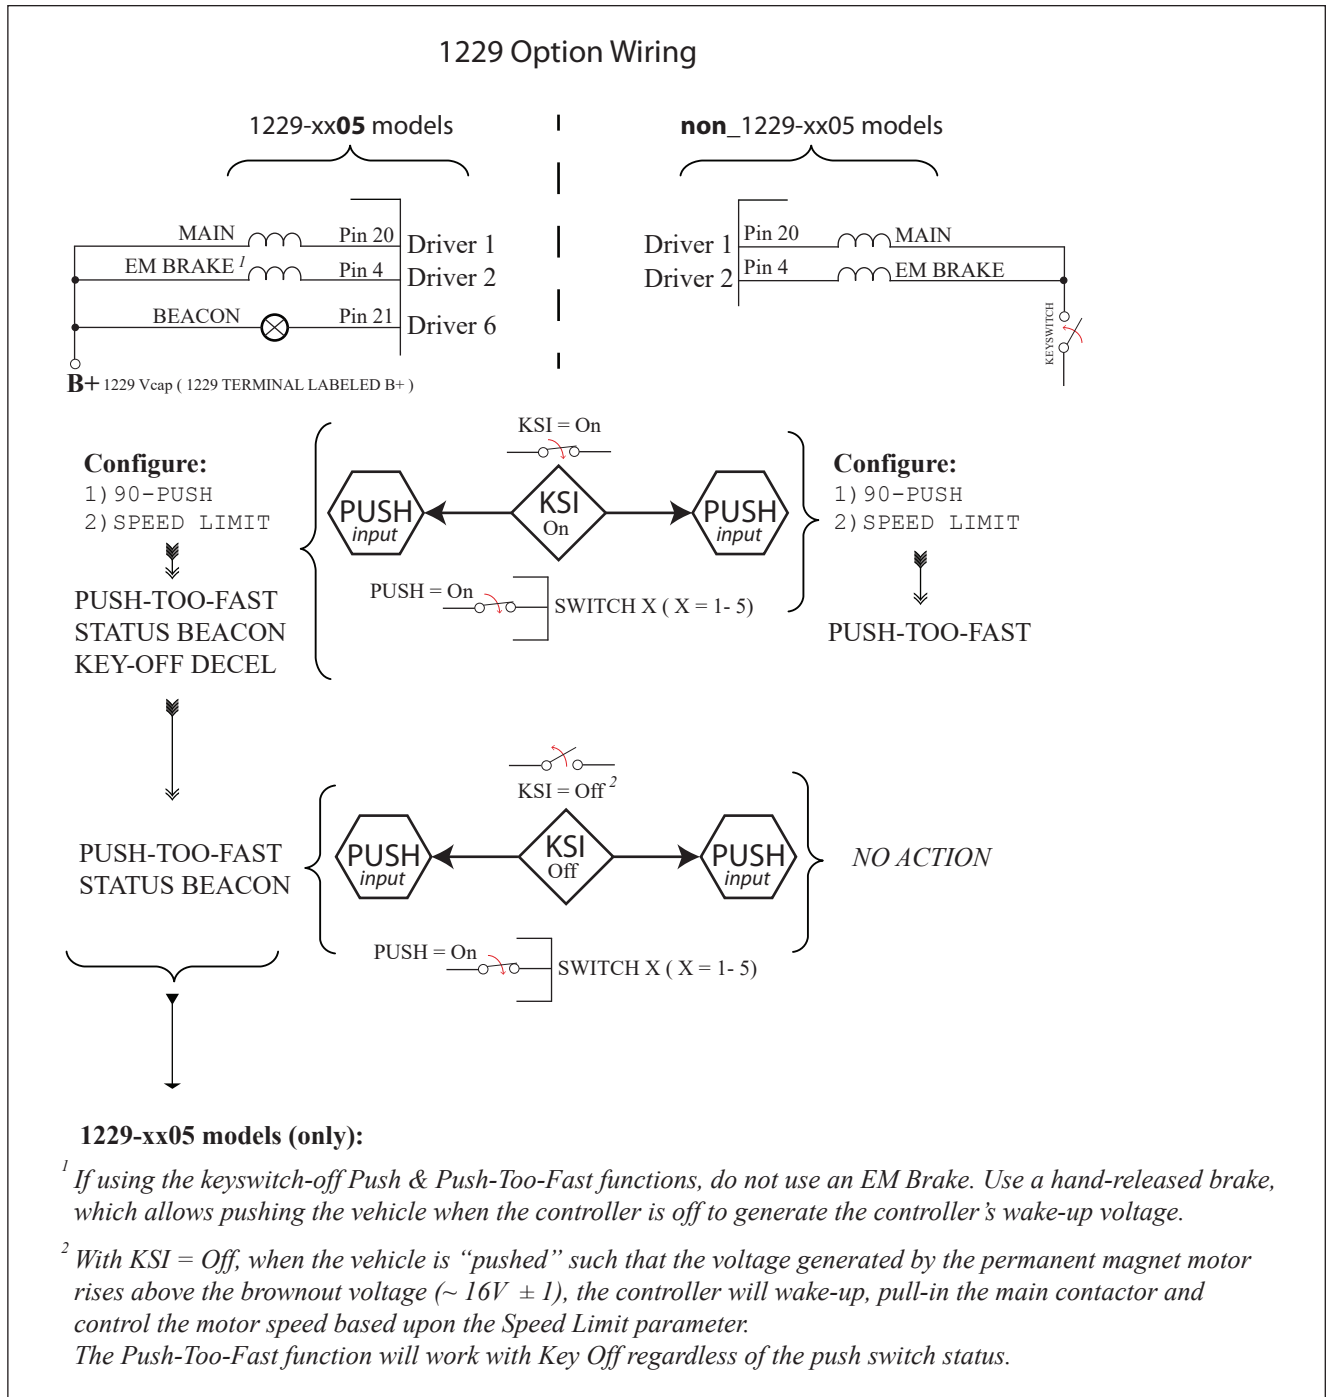 1229 Option Wiring
1229-xx05 models
non_1229-xx05 models
MAIN
Pin 20
Driver 1
EM BRAKE 1
Pin 4
Driver 2
BEACON
Pin 21
Driver 6
B+ 1229 Vcap ( 1229 TERMINAL LABELED B+ )
Driver 1
Pin 20
MAIN
Driver 2
Pin 4
EM BRAKE
KEYSWITCH
Configure:
1)90-PUSH
2)SPEED LIMIT
PUSH-TOO-FAST
STATUS BEACON
KEY-OFF DECEL
KSI = On
PUSH
input
KSI
On
PUSH
input
PUSH = On
SWITCH X ( X = 1- 5)
Configure:
1)90-PUSH
2)SPEED LIMIT
PUSH-TOO-FAST
KSI = Off 2
PUSH-TOO-FAST
STATUS BEACON
PUSH
input
KSI
Off
PUSH
input
NO ACTION
PUSH = On
SWITCH X ( X = 1- 5)
1229-xx05 models (only):
1 If using the keyswitch-off Push & Push-Too-Fast functions, do not use an EM Brake. Use a hand-released brake,
which allows pushing the vehicle when the controller is off to generate the controller’s wake-up voltage.
2 With KSI = Off, when the vehicle is “pushed” such that the voltage generated by the permanent magnet motor
rises above the brownout voltage (~ 16V ± 1), the controller will wake-up, pull-in the main contactor and
control the motor speed based upon the Speed Limit parameter.
The Push-Too-Fast function will work with Key Off regardless of the push switch status.